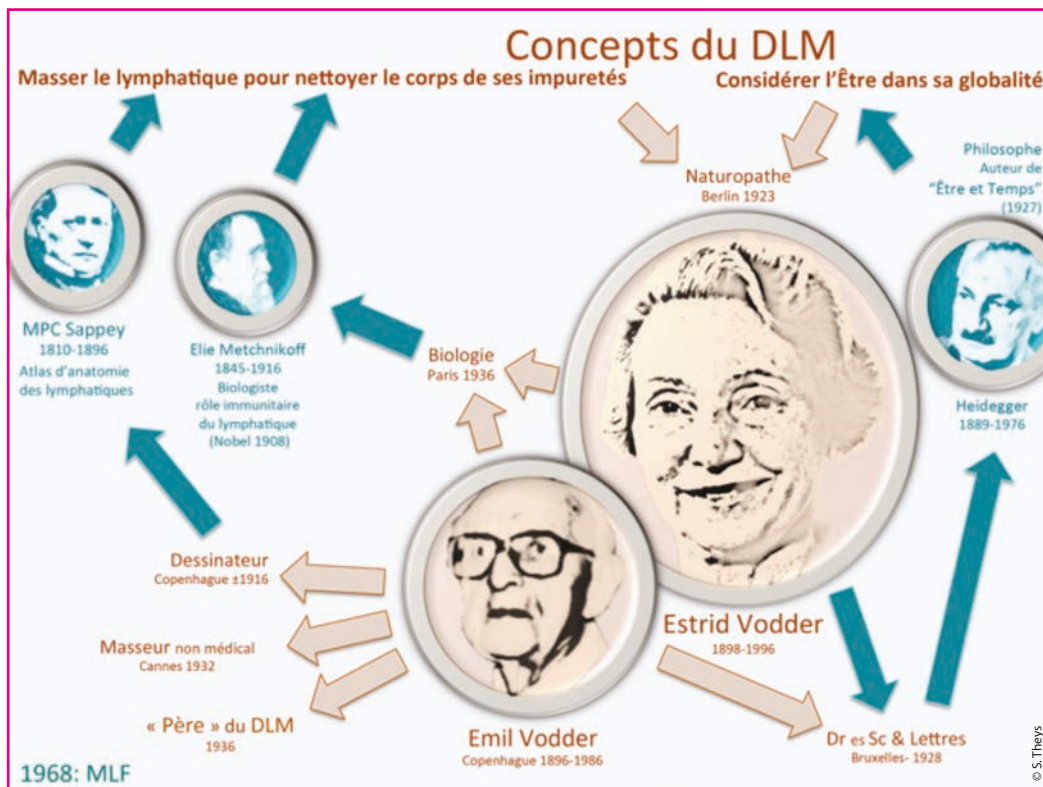 Concepts du DLM
Masser le lymphatique pour nettoyer le corps de ses impuretés
Considérer l'Être dans sa globalité
Philosophe
Auteur de
"Être et Temps"
(1927)
Naturopathe
Berlin 1923
MPC Sappey
1810-1896
Atlas d'anatomie
des lymphatiques
Elie Metchnikoff
1845-1916
Biologiste
rôle immunitaire
du lymphatique
(Nobel 1908)
Biologie
Paris 1936
Heidegger
1889-1976
Dessinateur
Copenhague ±1916
Masseur non médical
Cannes 1932
« Père » du DLM
1936
Emil Vodder
Copenhague 1896-1986
Estrid Vodder
1898-1996
Dr es Sc & Lettres
Bruxelles- 1928
1968: MLF
© S. Theys